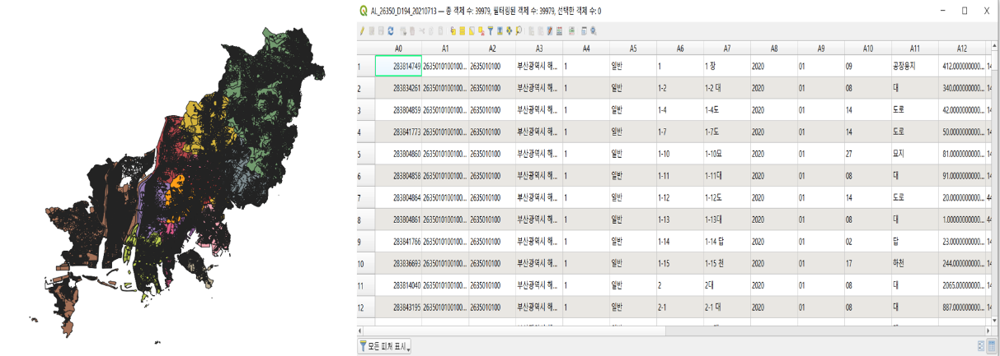 AL_26350_D194_20210713 — 총 객체 수: 39979, 필터링된 객체 수: 39979, 선택한 객체 수: 0
A0 A1 A2 A3 A4 A5 A6 A7 A8 A9 A10 A11 A12
1 283814749 2635010100100... 2635010100 부산광역시 해... 1 일반 1 1 장 2020 01 09 공장용지 412.000000000... 14
2 283834261 2635010100100... 2635010100 부산광역시 해... 1 일반 1-2 1-2 대 2020 01 08 대 340.000000000... 14
3 283804859 2635010100100... 2635010100 부산광역시 해... 1 일반 1-4 1-4도 2020 01 14 도로 42.0000000000... 14
4 283841773 2635010100100... 2635010100 부산광역시 해... 1 일반 1-7 1-7도 2020 01 14 도로 50.0000000000... 14
5 283804860 2635010100100... 2635010100 부산광역시 해... 1 일반 1-10 1-10묘 2020 01 27 묘지 81.0000000000... 14
6 283804858 2635010100100... 2635010100 부산광역시 해... 1 일반 1-11 1-11대 2020 01 08 대 91.0000000000... 14
7 283804864 2635010100100... 2635010100 부산광역시 해... 1 일반 1-12 1-12도 2020 01 14 도로 20.0000000000... 44
8 283804861 2635010100100... 2635010100 부산광역시 해... 1 일반 1-13 1-13대 2020 01 08 대 1.00000000000... 44
9 283841766 2635010100100... 2635010100 부산광역시 해... 1 일반 1-14 1-14 답 2020 01 02 답 23.0000000000... 14
10 283836693 2635010100100... 2635010100 부산광역시 해... 1 일반 1-15 1-15 천 2020 01 17 하천 244.000000000... 14
11 283814040 2635010100100... 2635010100 부산광역시 해... 1 일반 2 2대 2020 01 08 대 2065.00000000... 14
12 283843195 2635010100100... 2635010100 부산광역시 해... 1 일반 2-1 2-1 대 2020 01 08 대 887.000000000... 14
모든 피처 표시